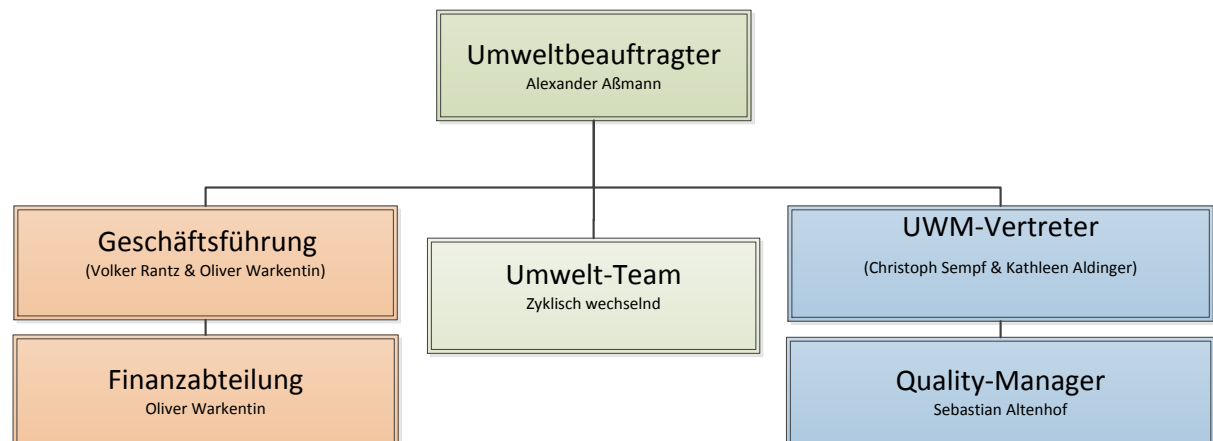 Umweltbeauftragter
Alexander Aßmann
Geschäftsführung
(Volker Rantz & Oliver Warkentin)
Umwelt-Team
Zyklisch wechselnd
UWM-Vertreter
(Christoph Sempf & Kathleen Aldinger)
Finanzabteilung
Oliver Warkentin
Quality-Manager
Sebastian Altenhof